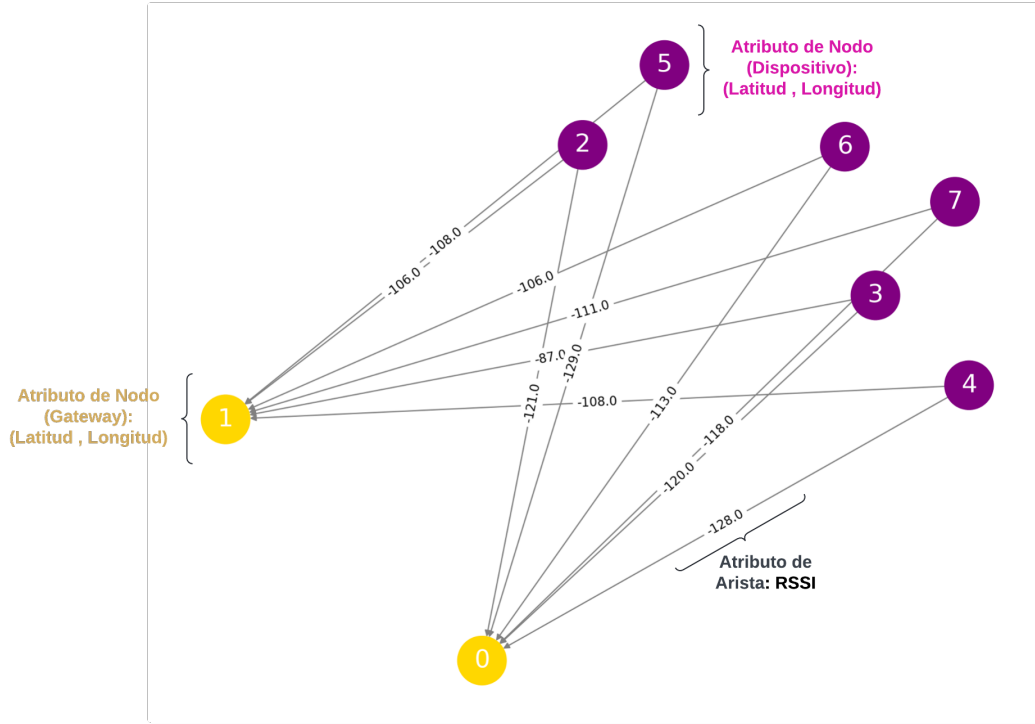 5
Atributo de Nodo
(Dispositivo):
(Latitud , Longitud)
2
6
7
-108.0
-106.0
-106.0
3
-111.0
-87.0
-129.0
4
Atributo de Nodo
(Gateway):
(Latitud , Longitud)
1
-121.0
-108.0
-113.0
-118.0
-120.0
-128.0
Atributo de
Arista: RSSI
0